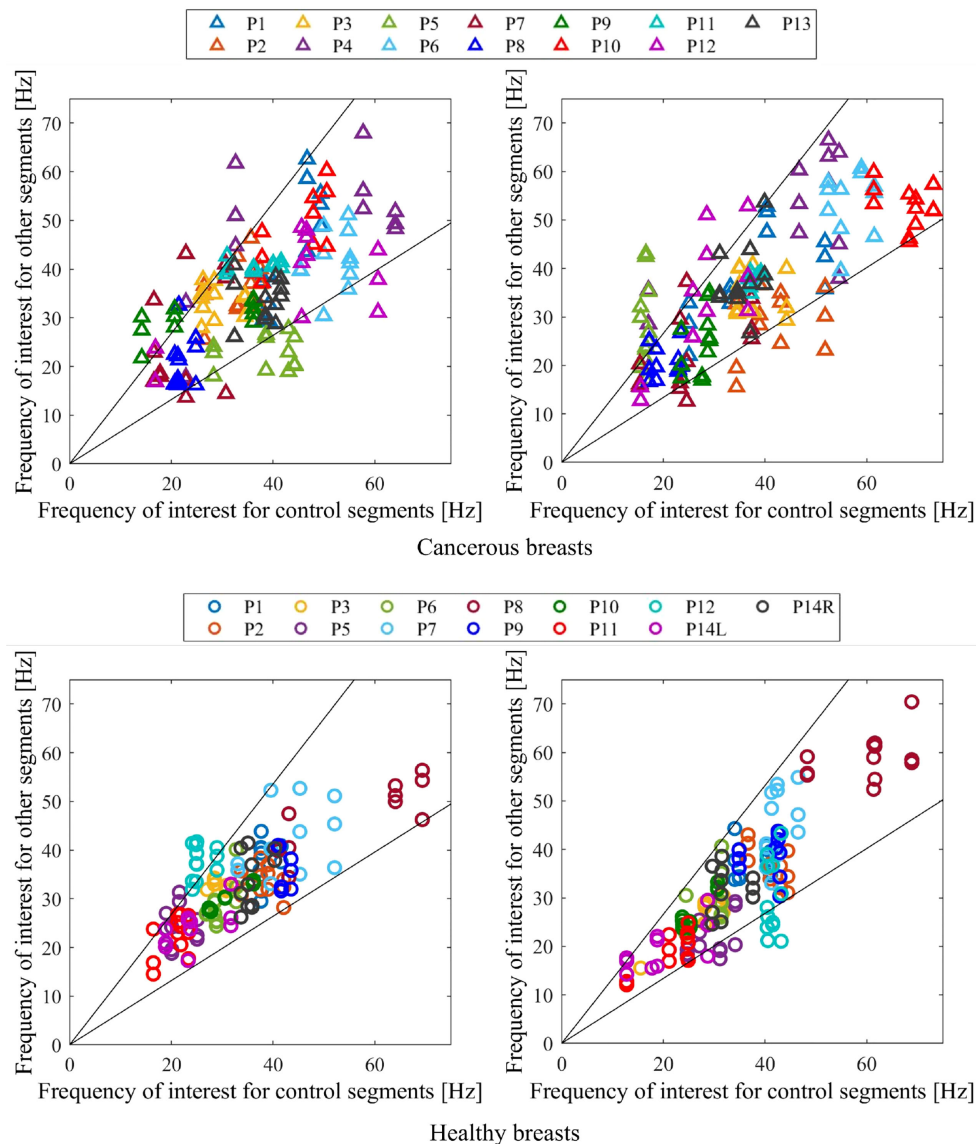 P1 P3 P5 P7 P9 P11 P13
P2 P4 P6 P8 P10 P12
Frequency of interest for other segments [Hz]
70
60
50
40
30
20
10
0
0 20 40 60
Frequency of interest for control segments [Hz]
Frequency of interest for other segments [Hz]
70
60
50
40
30
20
10
0
0 20 40 60
Frequency of interest for control segments [Hz]
Cancerous breasts
P1 P3 P6 P8 P10 P12 P14R
P2 P5 P7 P9 P11 P14L
Frequency of interest for other segments [Hz]
70
60
50
40
30
20
10
0
0 20 40 60
Frequency of interest for control segments [Hz]
Frequency of interest for other segments [Hz]
70
60
50
40
30
20
10
0
0 20 40 60
Frequency of interest for control segments [Hz]
Healthy breasts